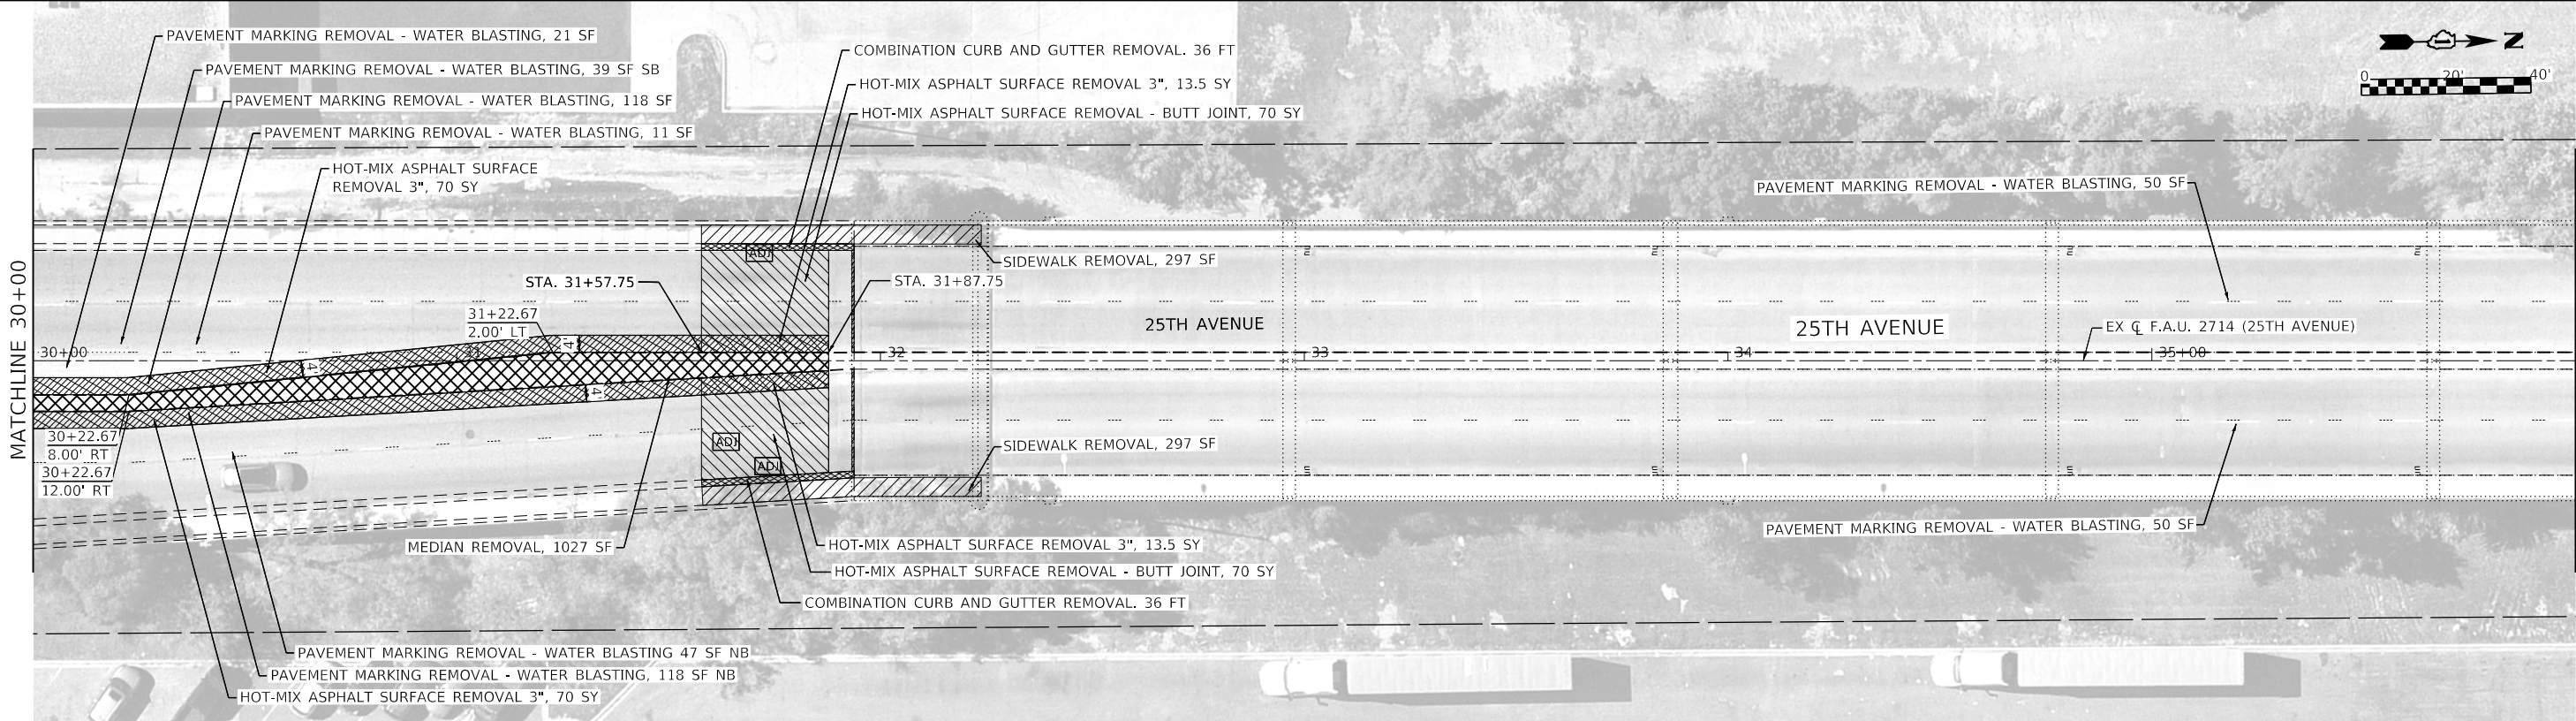 PAVEMENT MARKING REMOVAL - WATER BLASTING, 21 SF
PAVEMENT MARKING REMOVAL - WATER BLASTING, 39 SF SB
PAVEMENT MARKING REMOVAL - WATER BLASTING, 118 SF
PAVEMENT MARKING REMOVAL - WATER BLASTING, 11 SF
HOT-MIX ASPHALT SURFACE
REMOVAL 3", 70 SY
COMBINATION CURB AND GUTTER REMOVAL. 36 FT
HOT-MIX ASPHALT SURFACE REMOVAL 3", 13.5 SY
HOT-MIX ASPHALT SURFACE REMOVAL - BUTT JOINT, 70 SY
Z
0 20' 40'
PAVEMENT MARKING REMOVAL - WATER BLASTING, 50 SF
MATCHLINE 30+00
ADJ
SIDEWALK REMOVAL, 297 SF
STA. 31+57.75
STA. 31+87.75
31+22.67
2.00' LT
25TH AVENUE
25TH AVENUE
EX ℄ F.A.U. 2714 (25TH AVENUE)
30+00
31
32
33
34
35+00
4'
4'
4'
30+22.67
8.00' RT
30+22.67
12.00' RT
ADJ
ADJ
SIDEWALK REMOVAL, 297 SF
PAVEMENT MARKING REMOVAL - WATER BLASTING, 50 SF
MEDIAN REMOVAL, 1027 SF
HOT-MIX ASPHALT SURFACE REMOVAL 3", 13.5 SY
HOT-MIX ASPHALT SURFACE REMOVAL - BUTT JOINT, 70 SY
COMBINATION CURB AND GUTTER REMOVAL. 36 FT
PAVEMENT MARKING REMOVAL - WATER BLASTING 47 SF NB
PAVEMENT MARKING REMOVAL - WATER BLASTING, 118 SF NB
HOT-MIX ASPHALT SURFACE REMOVAL 3", 70 SY